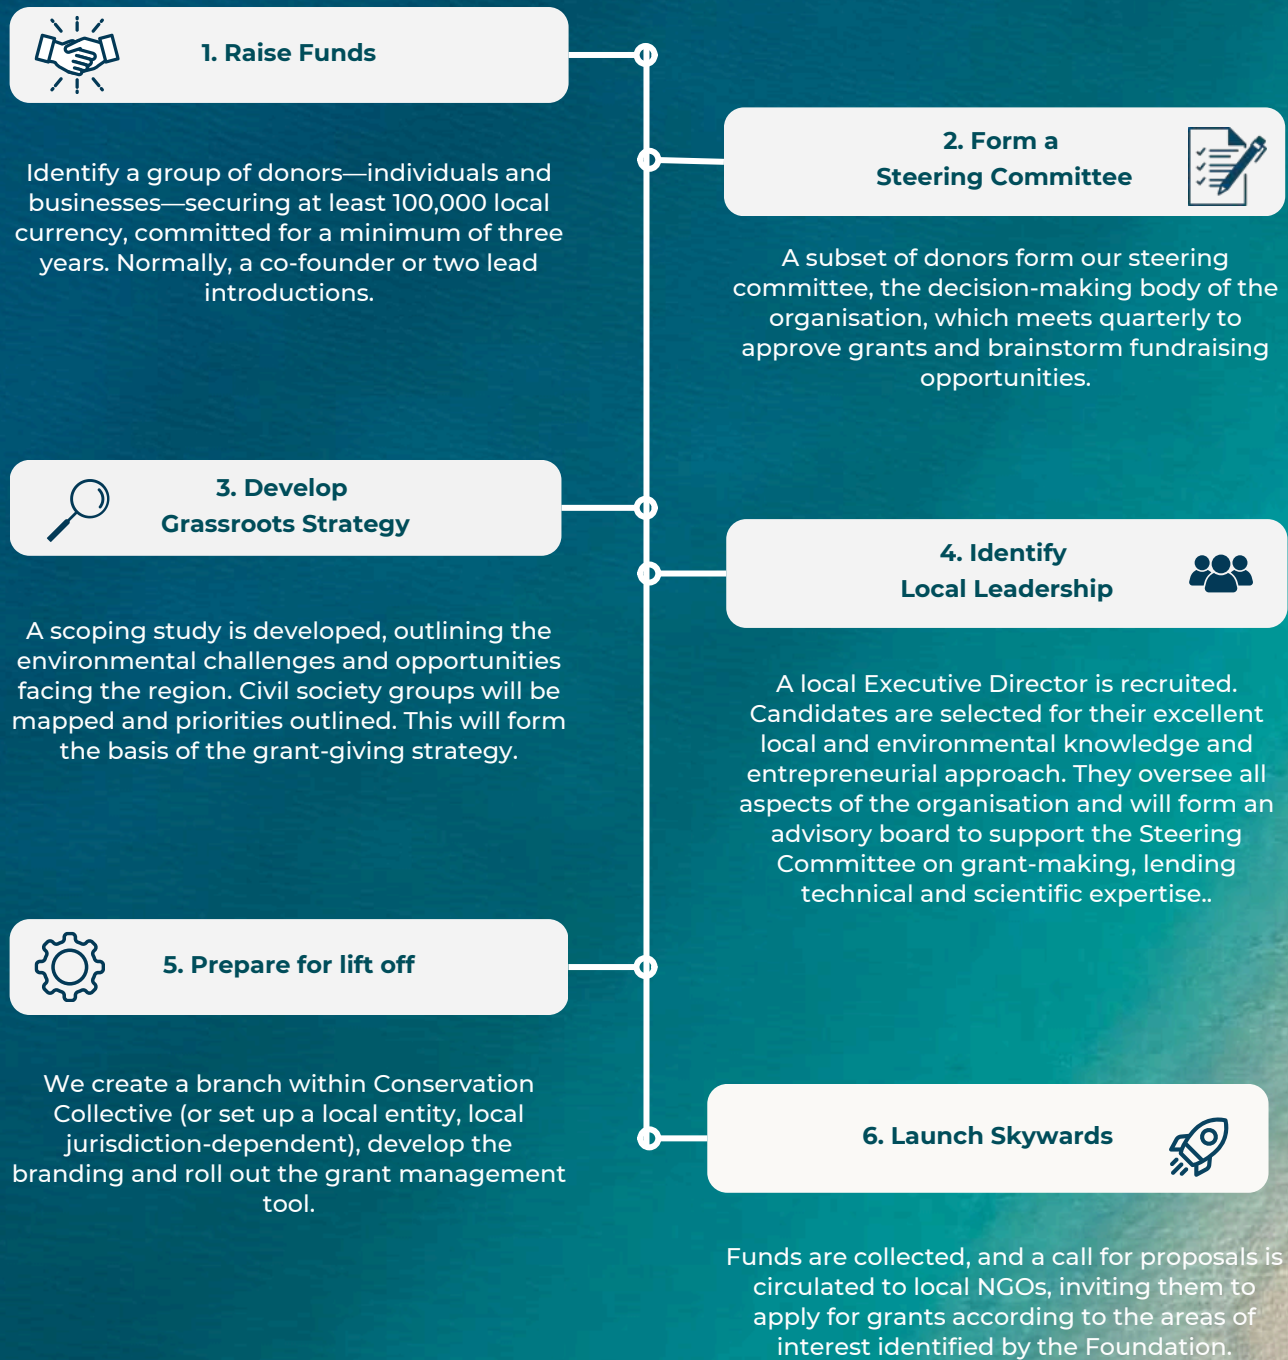 1. Raise Funds
Identify a group of donors—individuals and
businesses—securing at least 100,000 local
currency, committed for a minimum of three
years. Normally, a co-founder or two lead
introductions.
2. Form a
Steering Committee
A subset of donors form our steering
committee, the decision-making body of the
organisation, which meets quarterly to
approve grants and brainstorm fundraising
opportunities.
3. Develop
Grassroots Strategy
A scoping study is developed, outlining the
environmental challenges and opportunities
facing the region. Civil society groups will be
mapped and priorities outlined. This will form
the basis of the grant-giving strategy.
4. Identify
Local Leadership
A local Executive Director is recruited.
Candidates are selected for their excellent
local and environmental knowledge and
entrepreneurial approach. They oversee all
aspects of the organisation and will form an
advisory board to support the Steering
Committee on grant-making, lending
technical and scientific expertise..
5. Prepare for lift off
We create a branch within Conservation
Collective (or set up a local entity, local
jurisdiction-dependent), develop the
branding and roll out the grant management
tool.
6. Launch Skywards
Funds are collected, and a call for proposals is
circulated to local NGOs, inviting them to
apply for grants according to the areas of
interest identified by the Foundation.